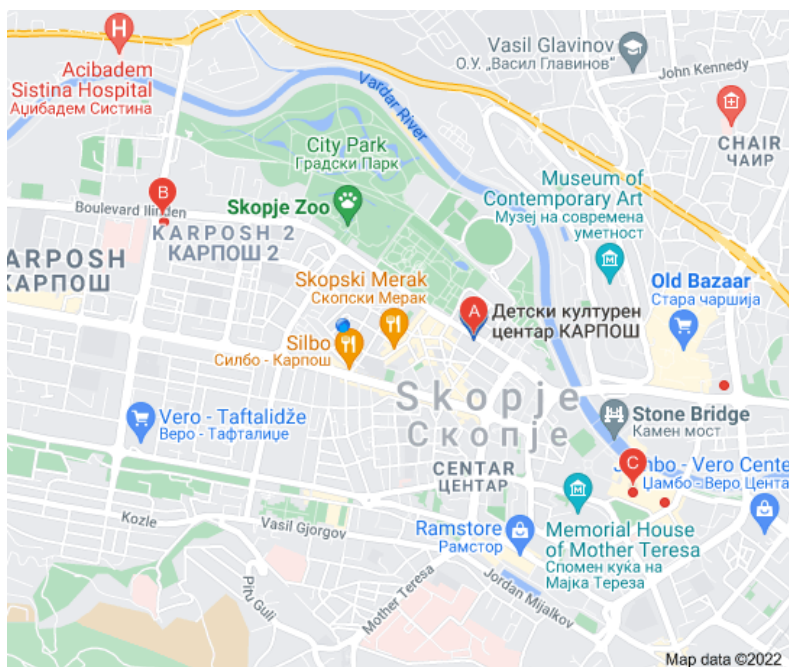 H
Acibadem
Sistina Hospital
Аџибадем Систина
Vardar River
Vasil Glavinov
О.У. „Васил Главинов"
John Kennedy
CHAIR
ЧАИР
City Park
Градски Парк
Skopje Zoo
Museum of
Contemporary Art
Музеј на современа
уметност
B
Boulevard Ilinden
KARPOSH 2
КАРПОШ 2
ARPOSH
КАРПОШ
Skopski Merak
Скопски Мерак
Old Bazaar
Стара чаршија
A
Детски културен
центар КАРПОШ
Silbo
Силбо - Карпош
Skopje
Скопје
Stone Bridge
Камен мост
Vero - Taftalidže
Веро - Тафталиџе
CENTAR
ЦЕНТАР
C
Jumbo - Vero Cente
Џамбо - Веро Цента
Kozle
Vasil Gjorgov
Ramstore
Рамстор
Memorial House
of Mother Teresa
Спомен куќа на
Мајка Тереза
Pitu Guli
Mother Teresa
Jordan Mijalkov
Map data ©2022